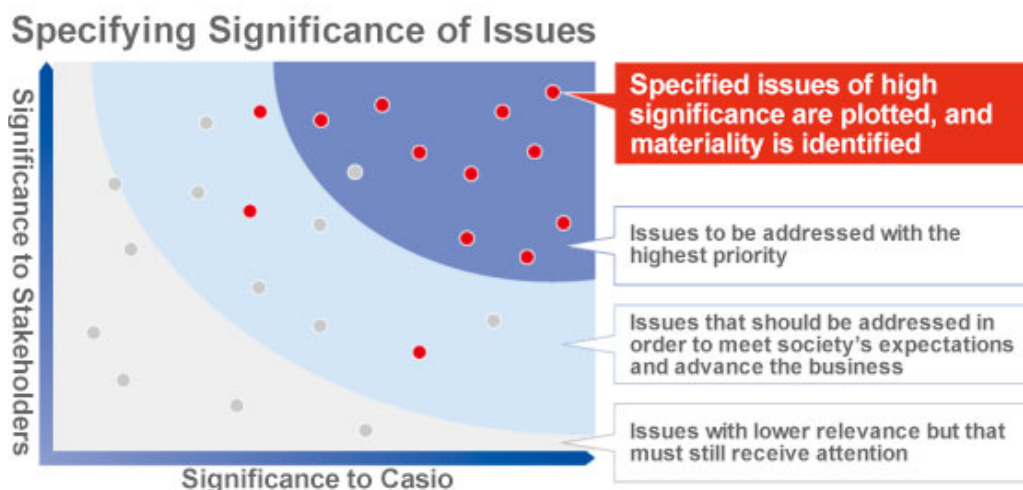 Specifying Significance of Issues
Significance to Stakeholders
Specified issues of high
significance are plotted, and
materiality is identified
Issues to be addressed with the
highest priority
Issues that should be addressed in
order to meet society's expectations
and advance the business
Issues with lower relevance but that
must still receive attention
Significance to Casio